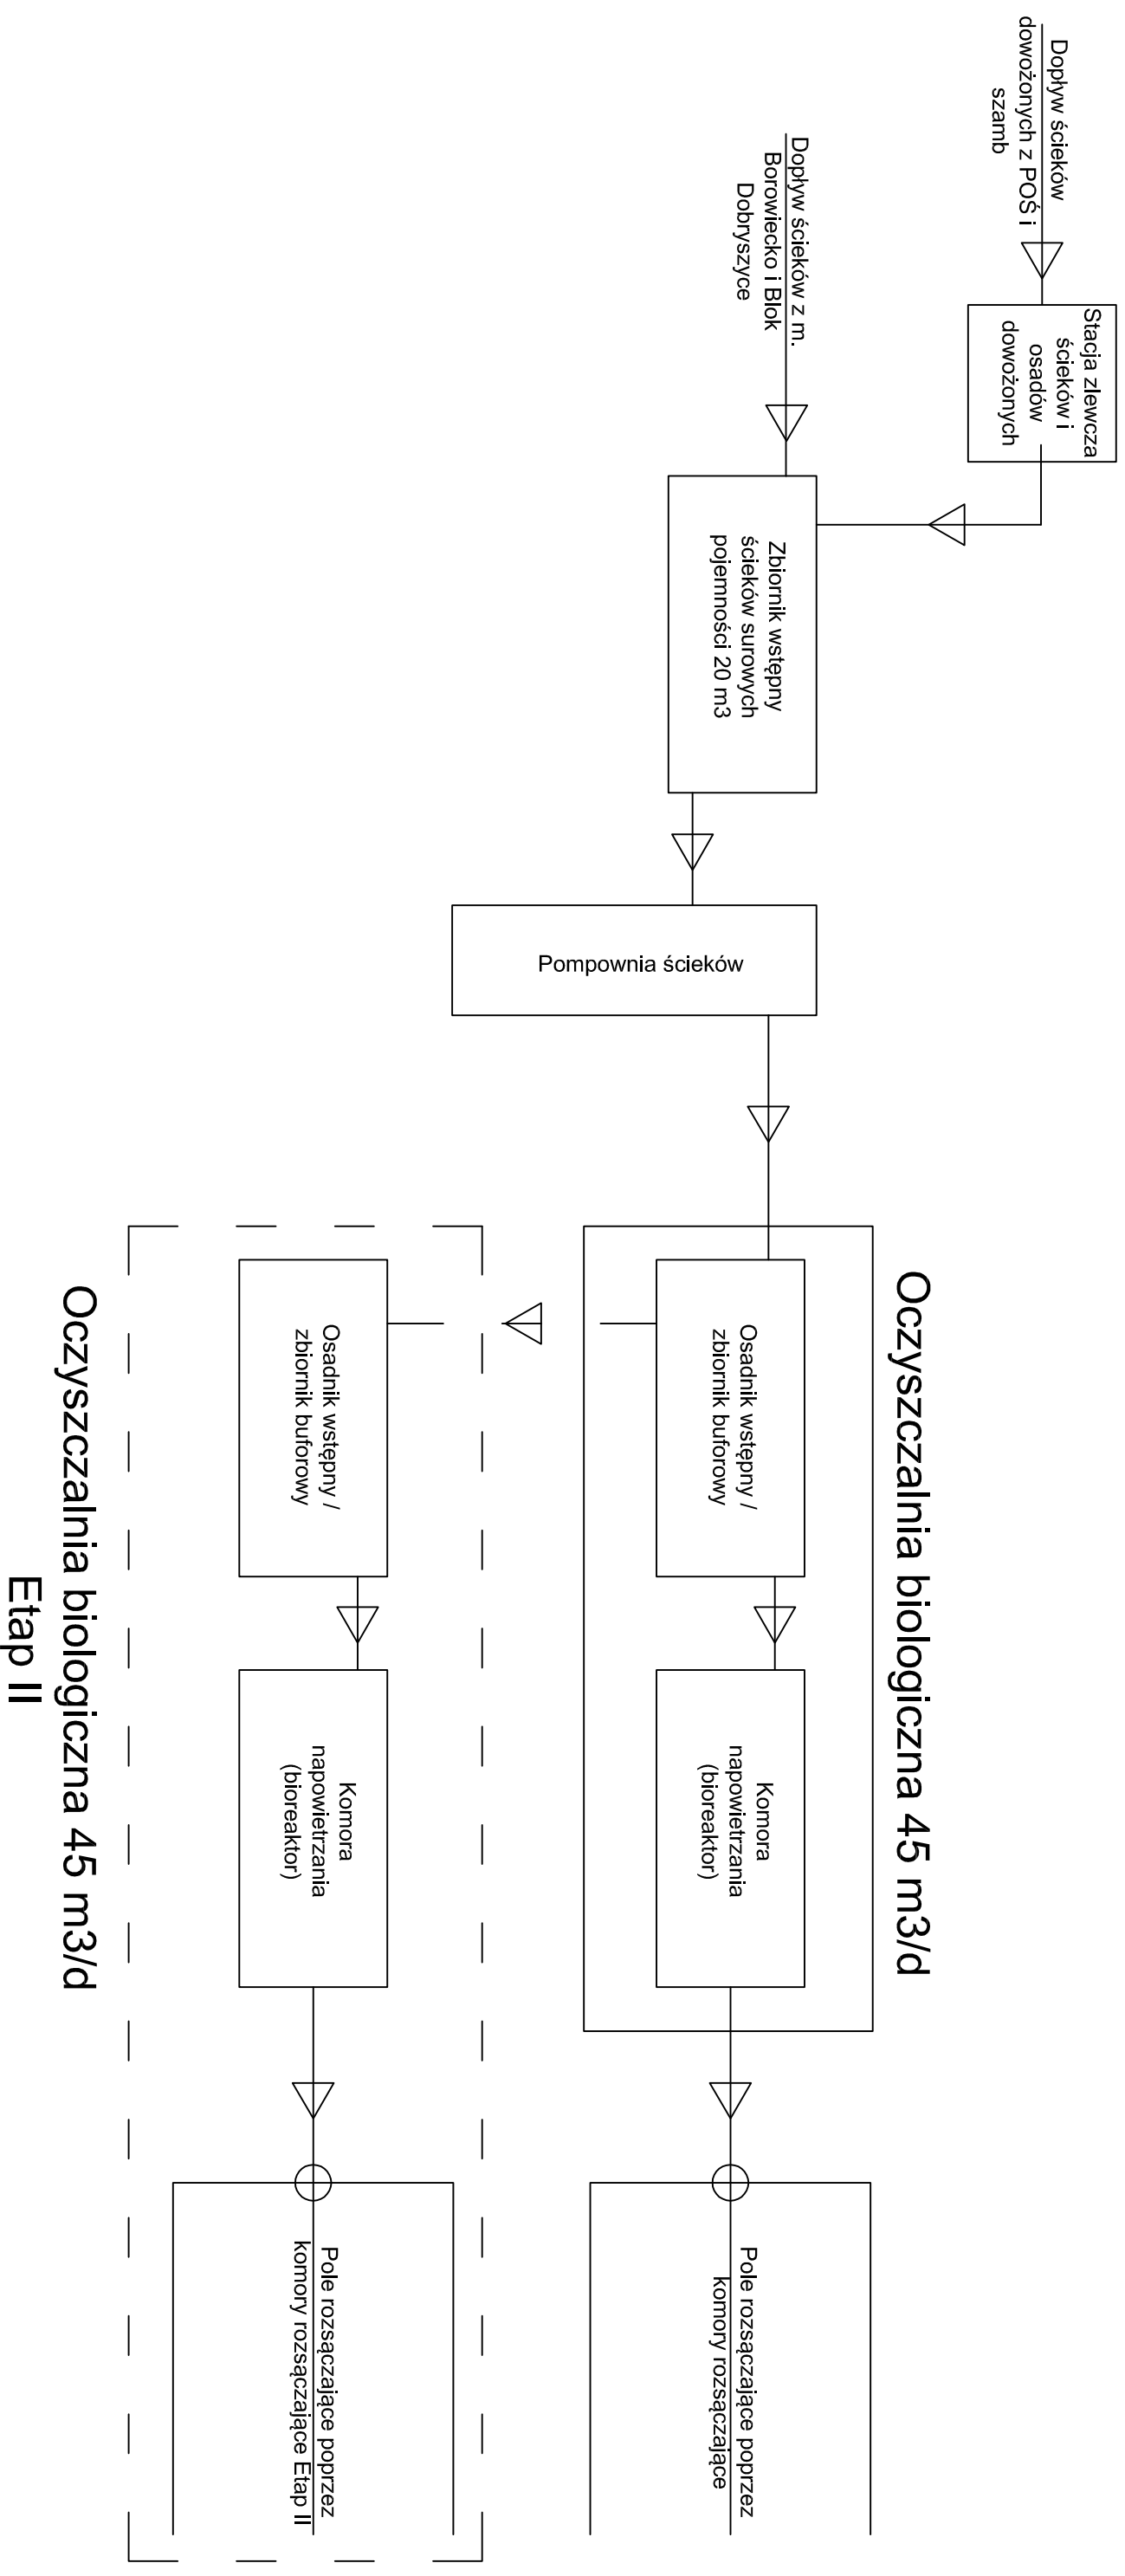 Dopływ ścieków
dowożonych z POŚ i
szamb
Stacja zlewcza
ścieków i
osadów
dowożonych
Dopływ ścieków z m.
Borowiecko i Blok
Dobryszyce
Zbiornik wstępny
ścieków surowych
pojemności 20 m3
Pompownia ścieków
Oczyszczalnia biologiczna 45 m3/d
Osadnik wstępny /
zbiornik buforowy
Komora
napowietrzania
(bioreaktor)
Pole rozsączające poprzez
komory rozsączające
Osadnik wstępny /
zbiornik buforowy
Komora
napowietrzania
(bioreaktor)
Pole rozsączające poprzez
komory rozsączające Etap II
Oczyszczalnia biologiczna 45 m3/d
Etap II